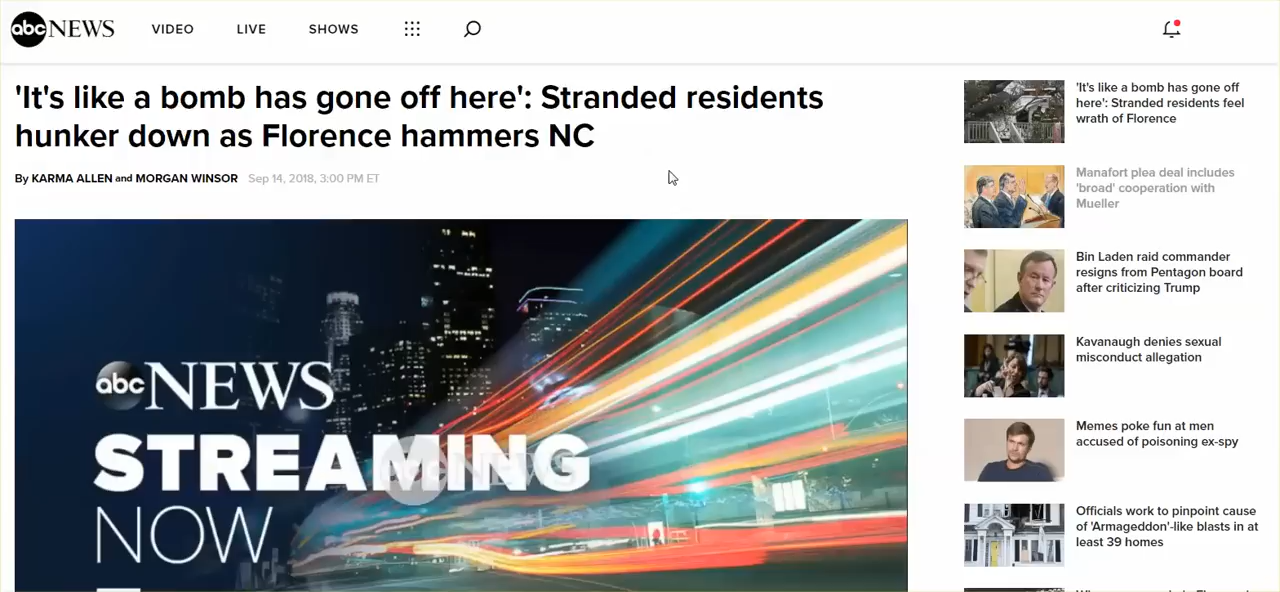 abc NEWS VIDEO LIVE SHOWS
'It's like a bomb has gone off here': Stranded residents
hunker down as Florence hammers NC
By KARMA ALLEN and MORGAN WINSOR Sep 14, 2018, 3:00 PM ET
abc NEWS
STREAMING
NOW
'It's like a bomb has gone off
here': Stranded residents feel
wrath of Florence
Manafort plea deal includes
'broad' cooperation with
Mueller
Bin Laden raid commander
resigns from Pentagon board
after criticizing Trump
Kavanaugh denies sexual
misconduct allegation
Memes poke fun at men
accused of poisoning ex-spy
Officials work to pinpoint cause
of 'Armageddon'-like blasts in at
least 39 homes